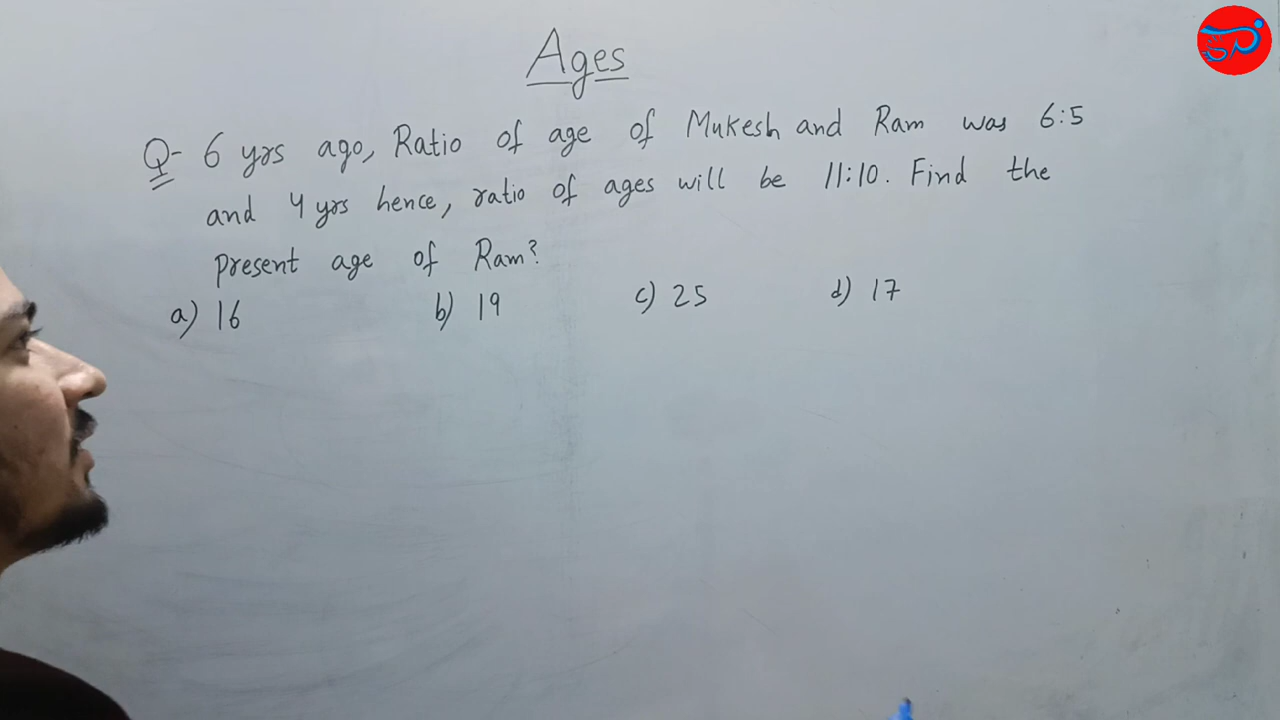 Ages
Q- 6 yrs ago, Ratio of age of Mukesh and Ram was 6:5
and 4 yrs hence, ratio of ages will be 11:10. Find the
present age of Ram?
a) 16 b) 19 c) 25 d) 17